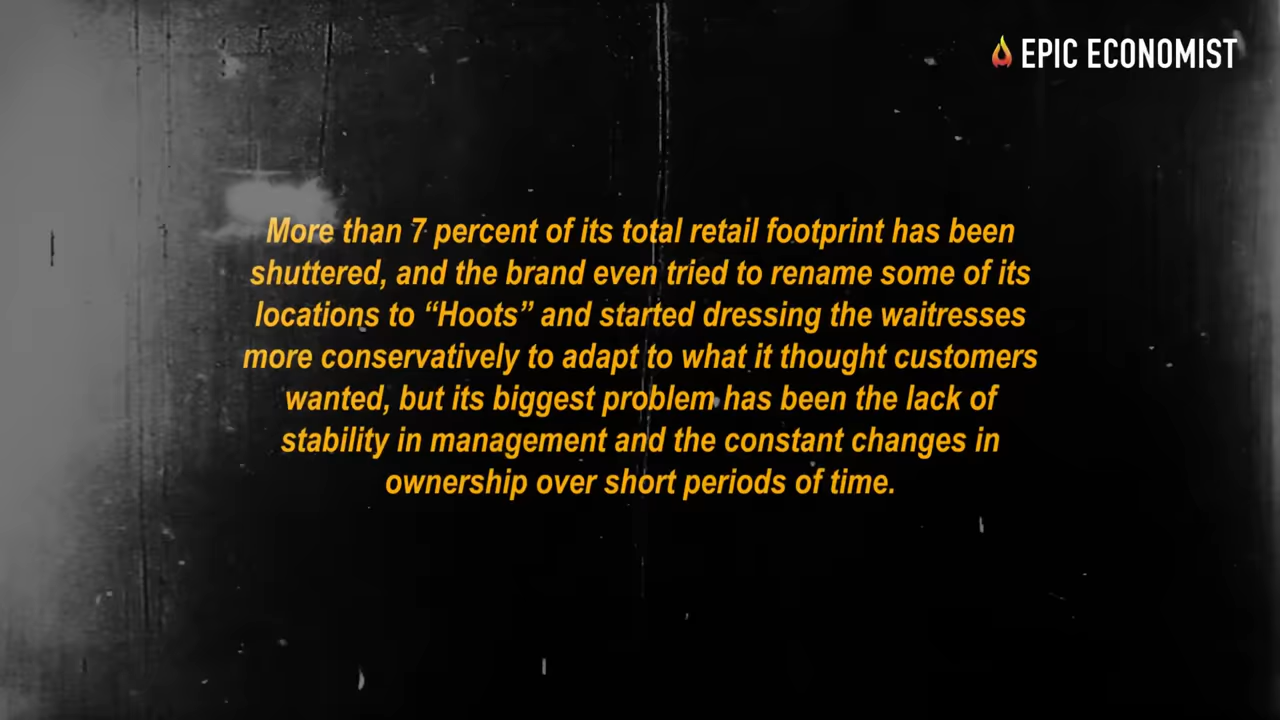 EPIC ECONOMIST
More than 7 percent of its total retail footprint has been
shuttered, and the brand even tried to rename some of its
locations to “Hoots” and started dressing the waitresses
more conservatively to adapt to what it thought customers
wanted, but its biggest problem has been the lack of
stability in management and the constant changes in
ownership over short periods of time.